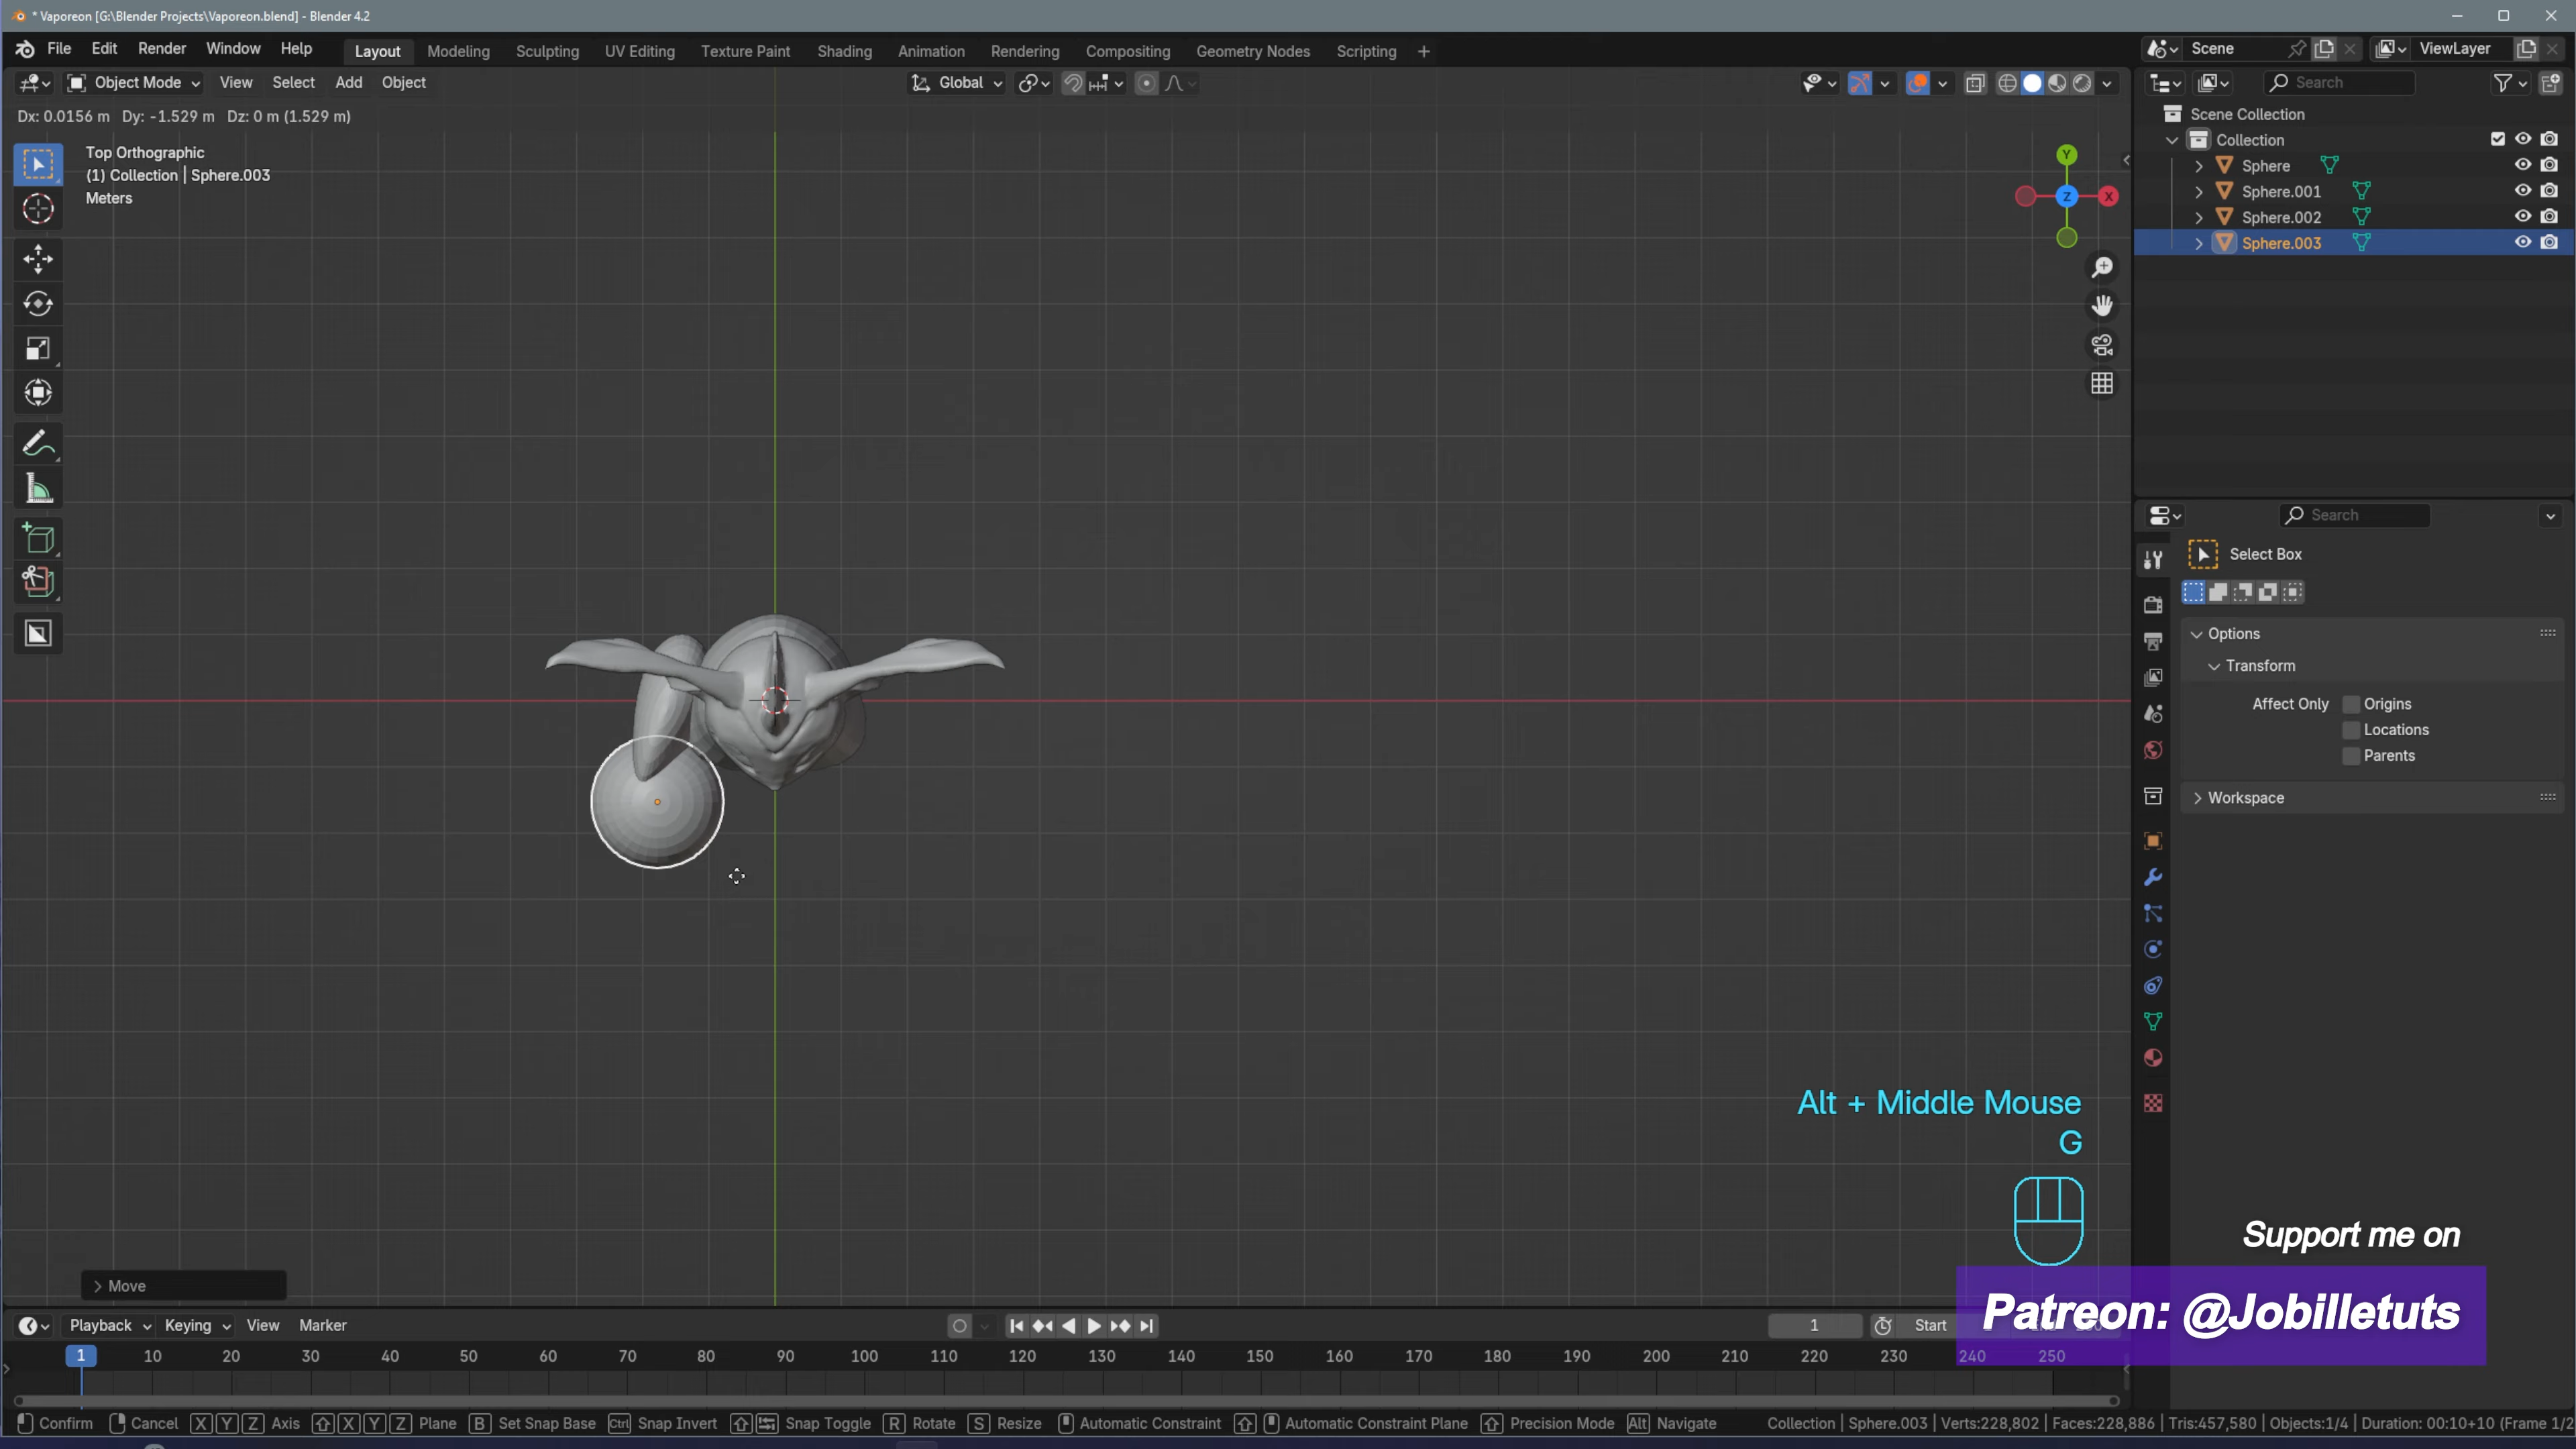 * Vaporeon [G:\Blender Projects\Vaporeon.blend] - Blender 4.2
File Edit Render Window Help Layout Modeling Sculpting UV Editing Texture Paint Shading Animation Rendering Compositing Geometry Nodes Scripting +
Scene ViewLayer
Object Mode View Select Add Object Global Search
Dx: 0.0156 m Dy: -1.529 m Dz: 0 m (1.529 m)
Top Orthographic
(1) Collection | Sphere.003
Meters
Y
X
Z
Scene Collection
Collection
Sphere
Sphere.001
Sphere.002
Sphere.003
Search
Select Box
Options
Transform
Affect Only Origins
Locations
Parents
Workspace
Alt + Middle Mouse
G
Support me on
Patreon: @Jobilletuts
Move
Playback Keying View Marker 1 Start
1 10 20 30 40 50 60 70 80 90 100 110 120 130 140 150 160 170 180 190 200 210 220 230 240 250
Confirm Cancel X Y Z Axis X Y Z Plane B Set Snap Base Ctrl Snap Invert Snap Toggle R Rotate S Resize Automatic Constraint Automatic Constraint Plane Precision Mode Alt Navigate Collection | Sphere.003 | Verts:228,802 | Faces:228,886 | Tris:457,580 | Objects:1/4 | Duration: 00:10+10 (Frame 1/2